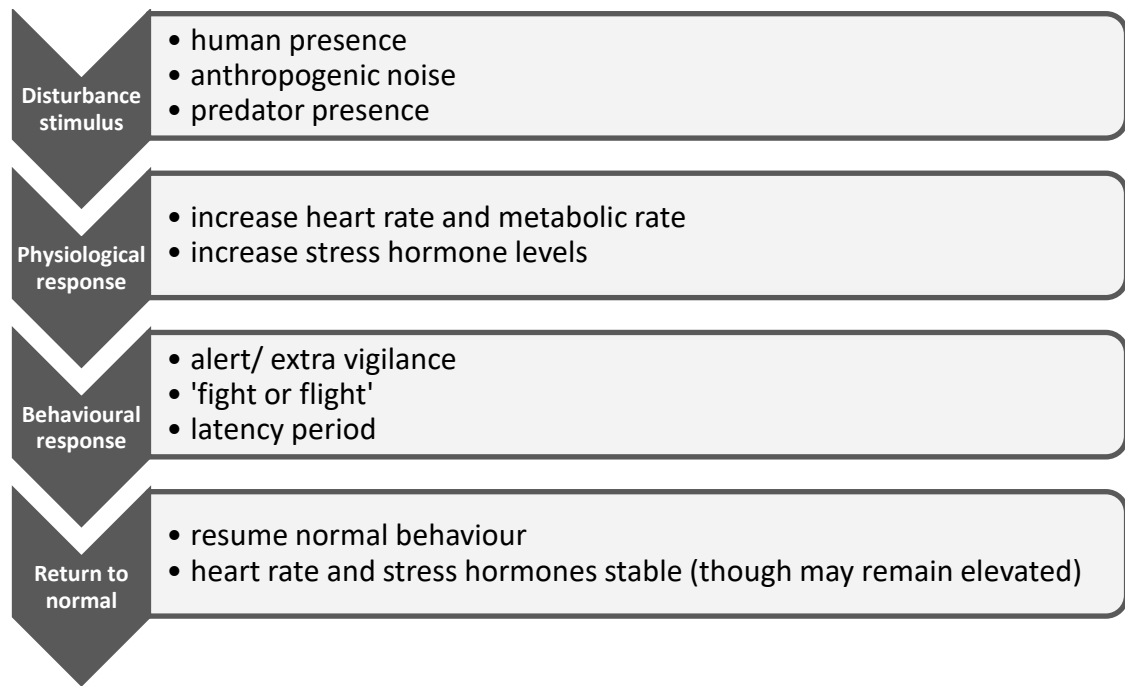 Disturbance
stimulus
• human presence
• anthropogenic noise
• predator presence
Physiological
response
• increase heart rate and metabolic rate
• increase stress hormone levels
Behavioural
response
• alert/ extra vigilance
• 'fight or flight'
• latency period
Return to
normal
• resume normal behaviour
• heart rate and stress hormones stable (though may remain elevated)